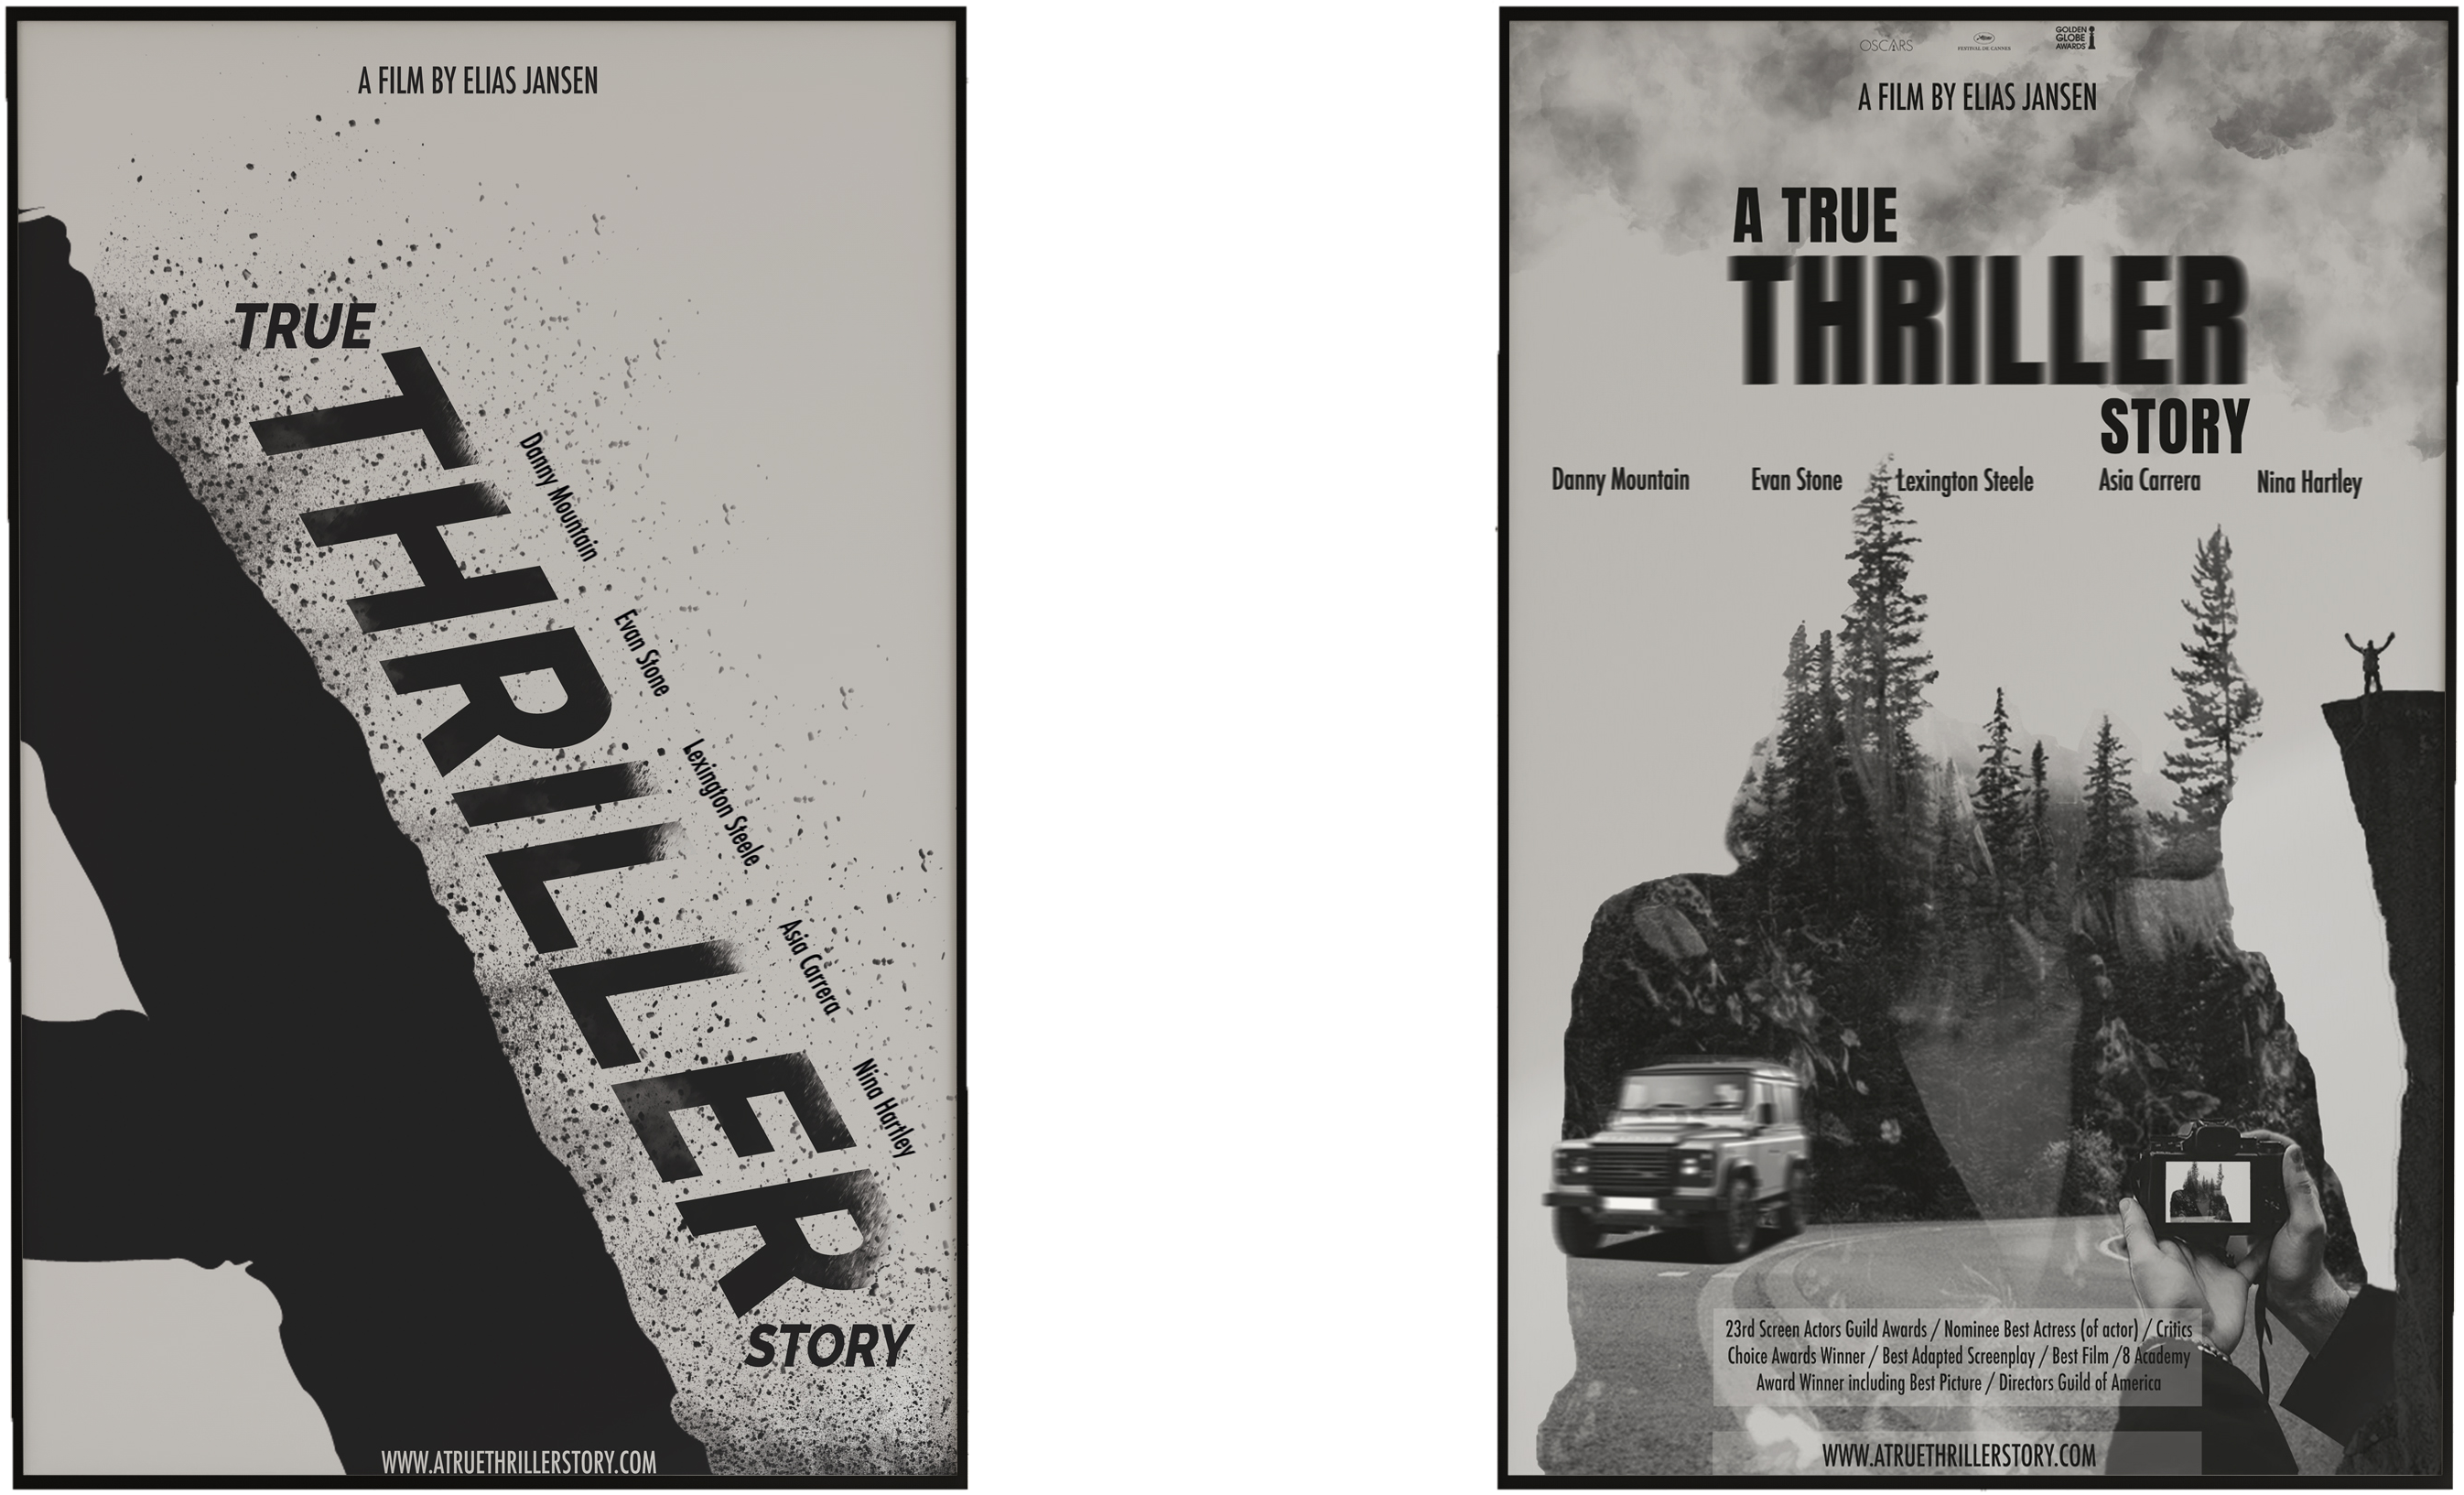 A FILM BY ELIAS JANSEN
TRUE
THRILLER
Danny Mountain
Evan Stone
Lexington Steele
Asia Carrera
Nina Hartley
STORY
WWW.ATRUETHRILLERSTORY.COM
OSCARS
FESTIVAL DE CANNES
GOLDEN
GLOBE
AWARDS
A FILM BY ELIAS JANSEN
A TRUE
THRILLER
STORY
Danny Mountain Evan Stone Lexington Steele Asia Carrera Nina Hartley
23rd Screen Actors Guild Awards / Nominee Best Actress (of actor) / Critics
Choice Awards Winner / Best Adapted Screenplay / Best Film /8 Academy
Award Winner including Best Picture / Directors Guild of America
WWW.ATRUETHRILLERSTORY.COM